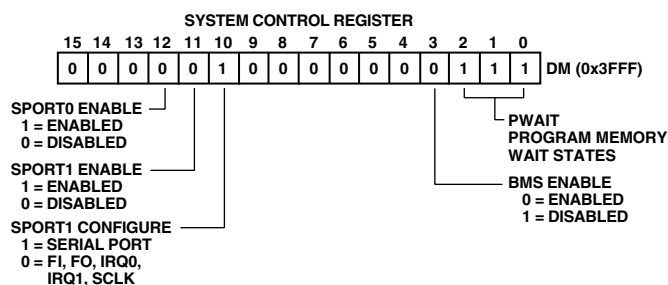 SYSTEM CONTROL REGISTER
15 14 13 12 11 10 9 8 7 6 5 4 3 2 1 0
0 0 0 0 0 1 0 0 0 0 0 0 0 1 1 1 DM (0x3FFF)
SPORT0 ENABLE
1 = ENABLED
0 = DISABLED
SPORT1 ENABLE
1 = ENABLED
0 = DISABLED
SPORT1 CONFIGURE
1 = SERIAL PORT
0 = FI, FO, IRQ0,
IRQ1, SCLK
PWAIT
PROGRAM MEMORY
WAIT STATES
BMS ENABLE
0 = ENABLED
1 = DISABLED